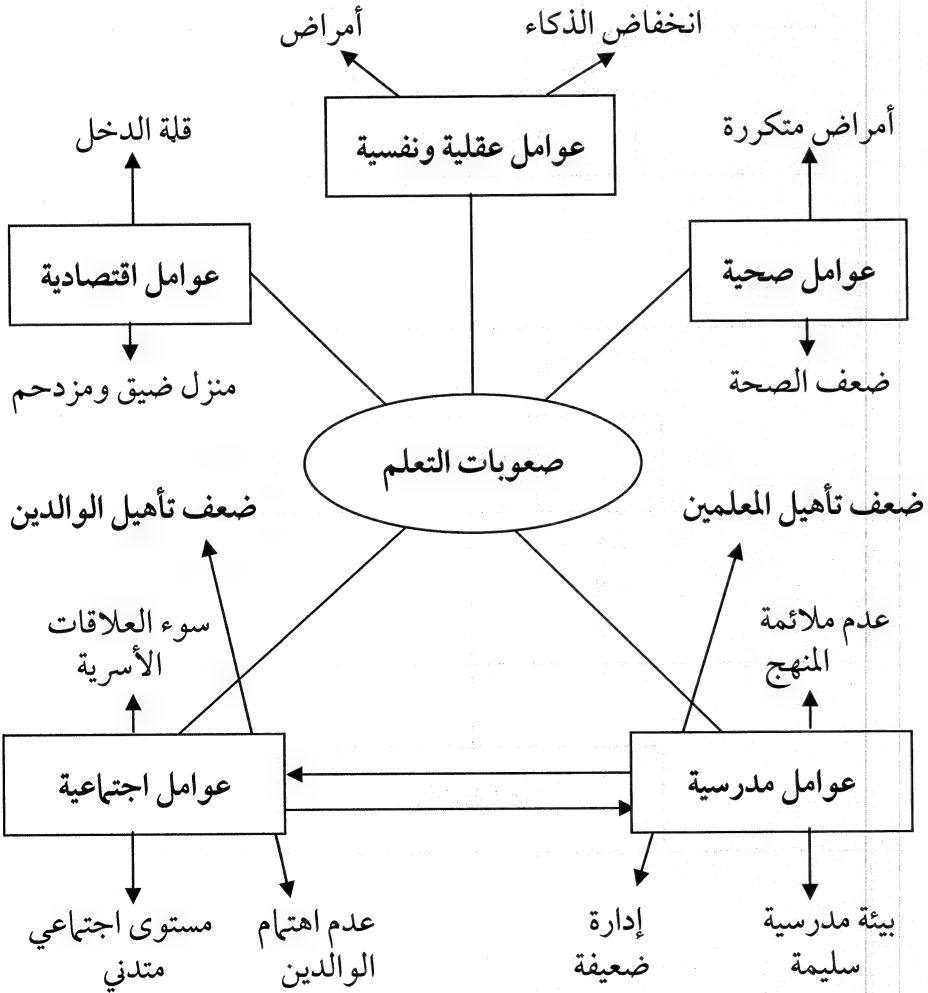 انخفاض الذكاء
أمراض
عوامل عقلية ونفسية
أمراض متكررة
قلة الدخل
عوامل صحية
عوامل اقتصادية
ضعف الصحة
منزل ضيق ومزدحم
صعوبات التعلم
ضعف تأهيل المعلمين
ضعف تأهيل الوالدين
عدم ملائمة
المنهج
سوء العلاقات
الأسرية
عوامل مدرسية
عوامل اجتماعية
بيئة مدرسية
سليمة
إدارة
ضعيفة
عدم اهتمام
الوالدين
مستوى اجتماعي
متدني